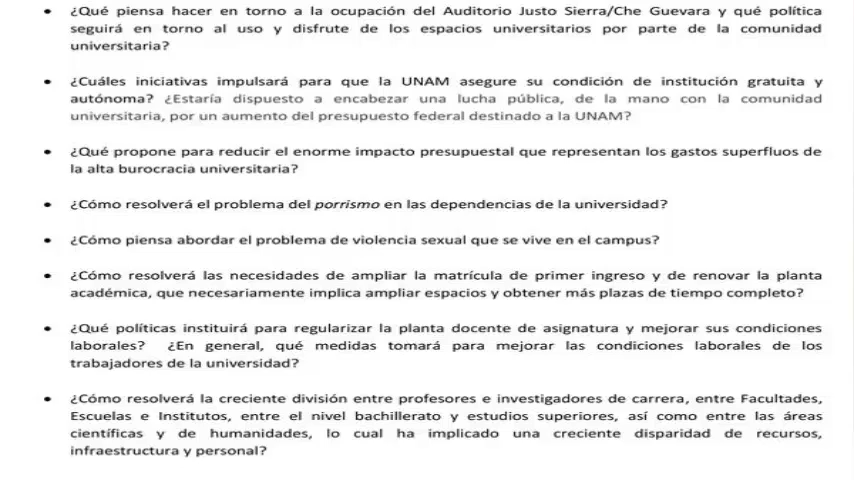 • ¿Qué piensa hacer en torno a la ocupación del Auditorio Justo Sierra/Che Guevara y qué política
seguirá en torno al uso y disfrute de los espacios universitarios por parte de la comunidad
universitaria?
• ¿Cuáles iniciativas impulsará para que la UNAM asegure su condición de institución gratuita y
autónoma? ¿Estaría dispuesto a encabezar una lucha pública, de la mano con la comunidad
universitaria, por un aumento del presupuesto federal destinado a la UNAM?
• ¿Qué propone para reducir el enorme impacto presupuestal que representan los gastos superfluos de
la alta burocracia universitaria?
• ¿Cómo resolverá el problema del porrismo en las dependencias de la universidad?
• ¿Cómo piensa abordar el problema de violencia sexual que se vive en el campus?
• ¿Cómo resolverá las necesidades de ampliar la matrícula de primer ingreso y de renovar la planta
académica, que necesariamente implica ampliar espacios y obtener más plazas de tiempo completo?
• ¿Qué políticas instituirá para regularizar la planta docente de asignatura y mejorar sus condiciones
laborales? ¿En general, qué medidas tomará para mejorar las condiciones laborales de los
trabajadores de la universidad?
• ¿Cómo resolverá la creciente división entre profesores e investigadores de carrera, entre Facultades,
Escuelas e Institutos, entre el nivel bachillerato y estudios superiores, así como entre las áreas
científicas y de humanidades, lo cual ha implicado una creciente disparidad de recursos,
infraestructura y personal?